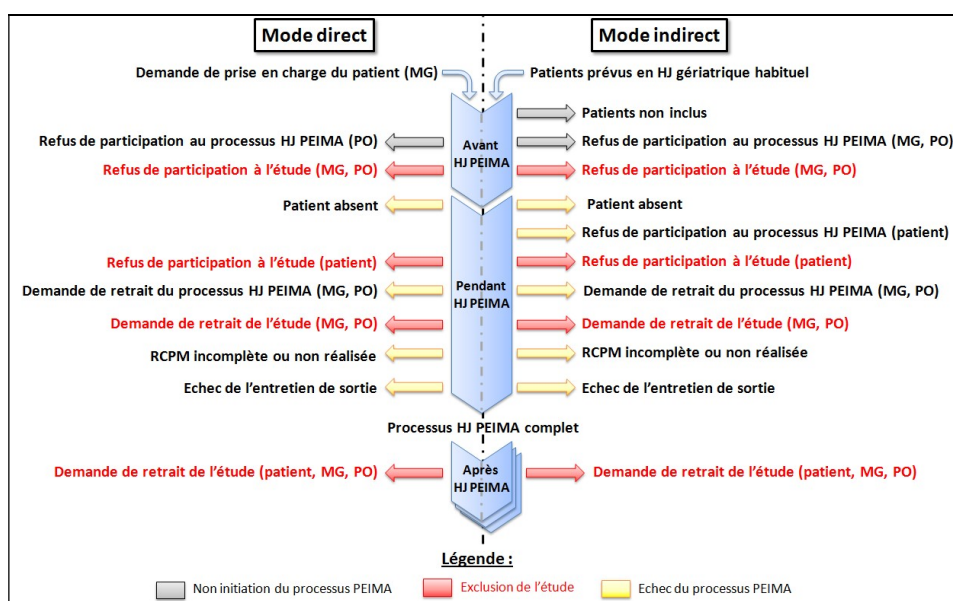 Mode direct
Mode indirect
Demande de prise en charge du patient (MG)
Patients prévus en HJ gériatrique habituel
Patients non inclus
Refus de participation au processus HJ PEIMA (PO)
Avant
HJ PEIMA
Refus de participation au processus HJ PEIMA (MG, PO)
Refus de participation à l'étude (MG, PO)
Refus de participation à l'étude (MG, PO)
Patient absent
Patient absent
Refus de participation au processus HJ PEIMA (patient)
Refus de participation à l'étude (patient)
Refus de participation à l'étude (patient)
Demande de retrait du processus HJ PEIMA (MG, PO)
Pendant
HJ PEIMA
Demande de retrait du processus HJ PEIMA (MG, PO)
Demande de retrait de l'étude (MG, PO)
Demande de retrait de l'étude (MG, PO)
RCPM incomplète ou non réalisée
RCPM incomplète ou non réalisée
Echec de l'entretien de sortie
Echec de l'entretien de sortie
Processus HJ PEIMA complet
Demande de retrait de l'étude (patient, MG, PO)
Après
HJ PEIMA
Demande de retrait de l'étude (patient, MG, PO)
Légende :
Non initiation du processus PEIMA
Exclusion de l'étude
Echec du processus PEIMA